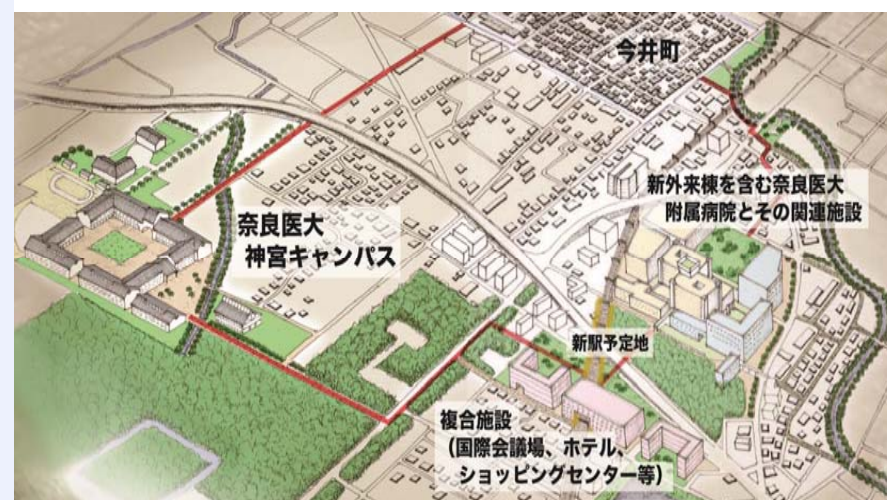 今井町
新外来棟を含む奈良医大
附属病院とその関連施設
奈良医大
神宮キャンパス
新駅予定地
複合施設
（国際会議場、ホテル、
ショッピングセンター等）